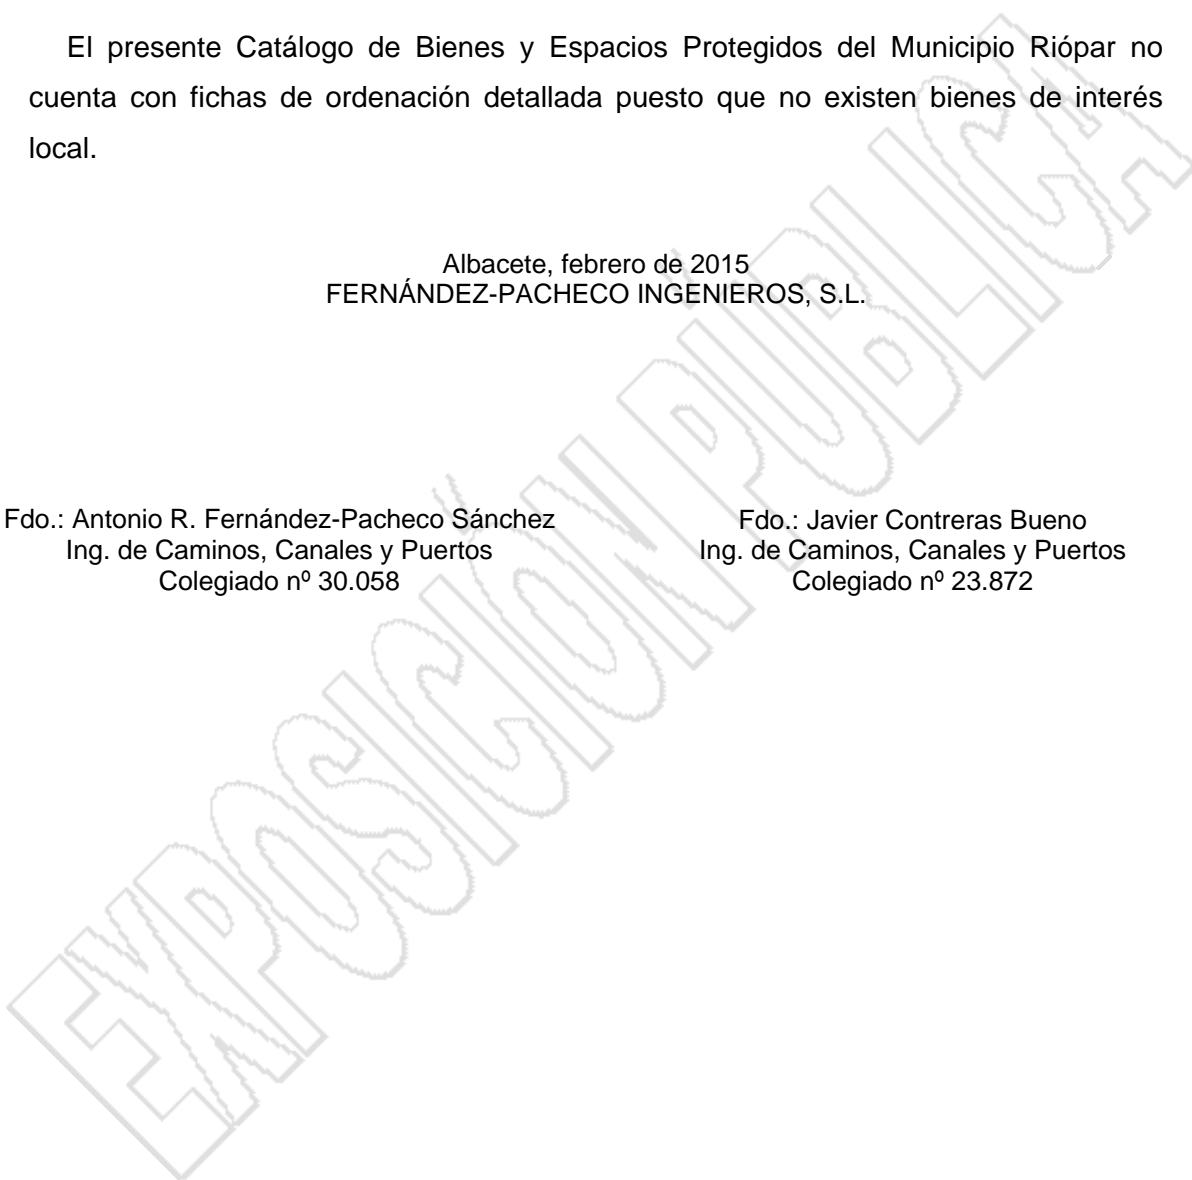 El presente Catálogo de Bienes y Espacios Protegidos del Municipio Riópar no
cuenta con fichas de ordenación detallada puesto que no existen bienes de interés
local.
Albacete, febrero de 2015
FERNÁNDEZ-PACHECO INGENIEROS, S.L.
Fdo.: Antonio R. Fernández-Pacheco Sánchez
Ing. de Caminos, Canales y Puertos
Colegiado nº 30.058
Fdo.: Javier Contreras Bueno
Ing. de Caminos, Canales y Puertos
Colegiado nº 23.872
EXPOSICIÓN PÚBLICA